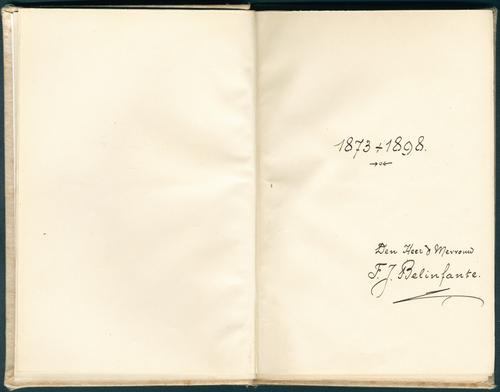 1873 ÷ 1898.
Den Heer & Mevrouw
F. J. Belinfante.